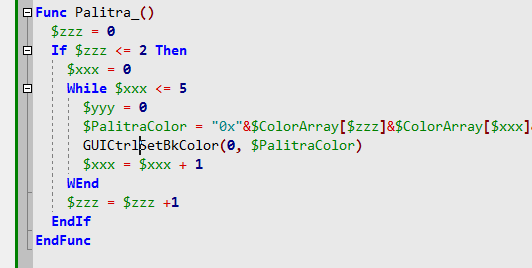 Func Palitra_()
$zzz = 0
If $zzz <= 2 Then
$xxx = 0
While $xxx <= 5
$yyy = 0
$PalitraColor = "0x"&$ColorArray[$zzz]&$ColorArray[$xxx]&
GUICtrlSetBkColor(0, $PalitraColor)
$xxx = $xxx + 1
WEnd
$zzz = $zzz +1
EndIf
EndFunc